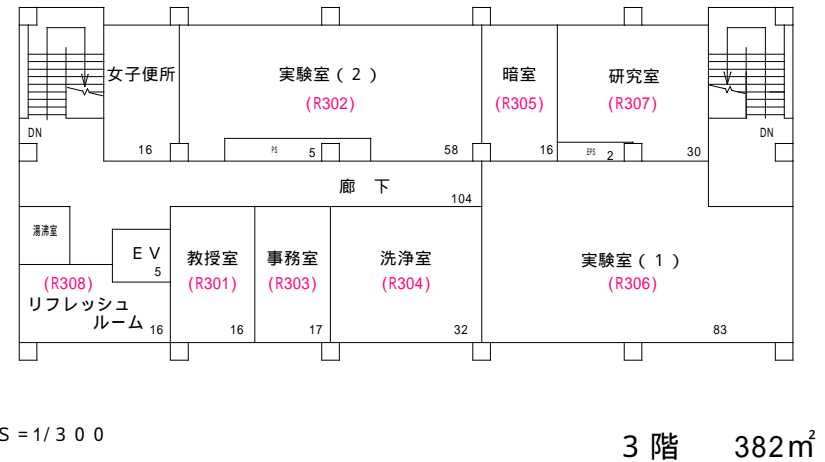 女子便所
実験室(2)
暗室
研究室
(R302)
(R305)
(R307)
DN
DN
16
PS
5
58
16
EPS
2
30
廊 下
104
湯沸室
EV
5
教授室
事務室
洗浄室
実験室(1)
(R308)
(R301)
(R303)
(R304)
(R306)
リフレッシュ
ルーム
16
16
17
32
83
S=1/300
3階 382㎡